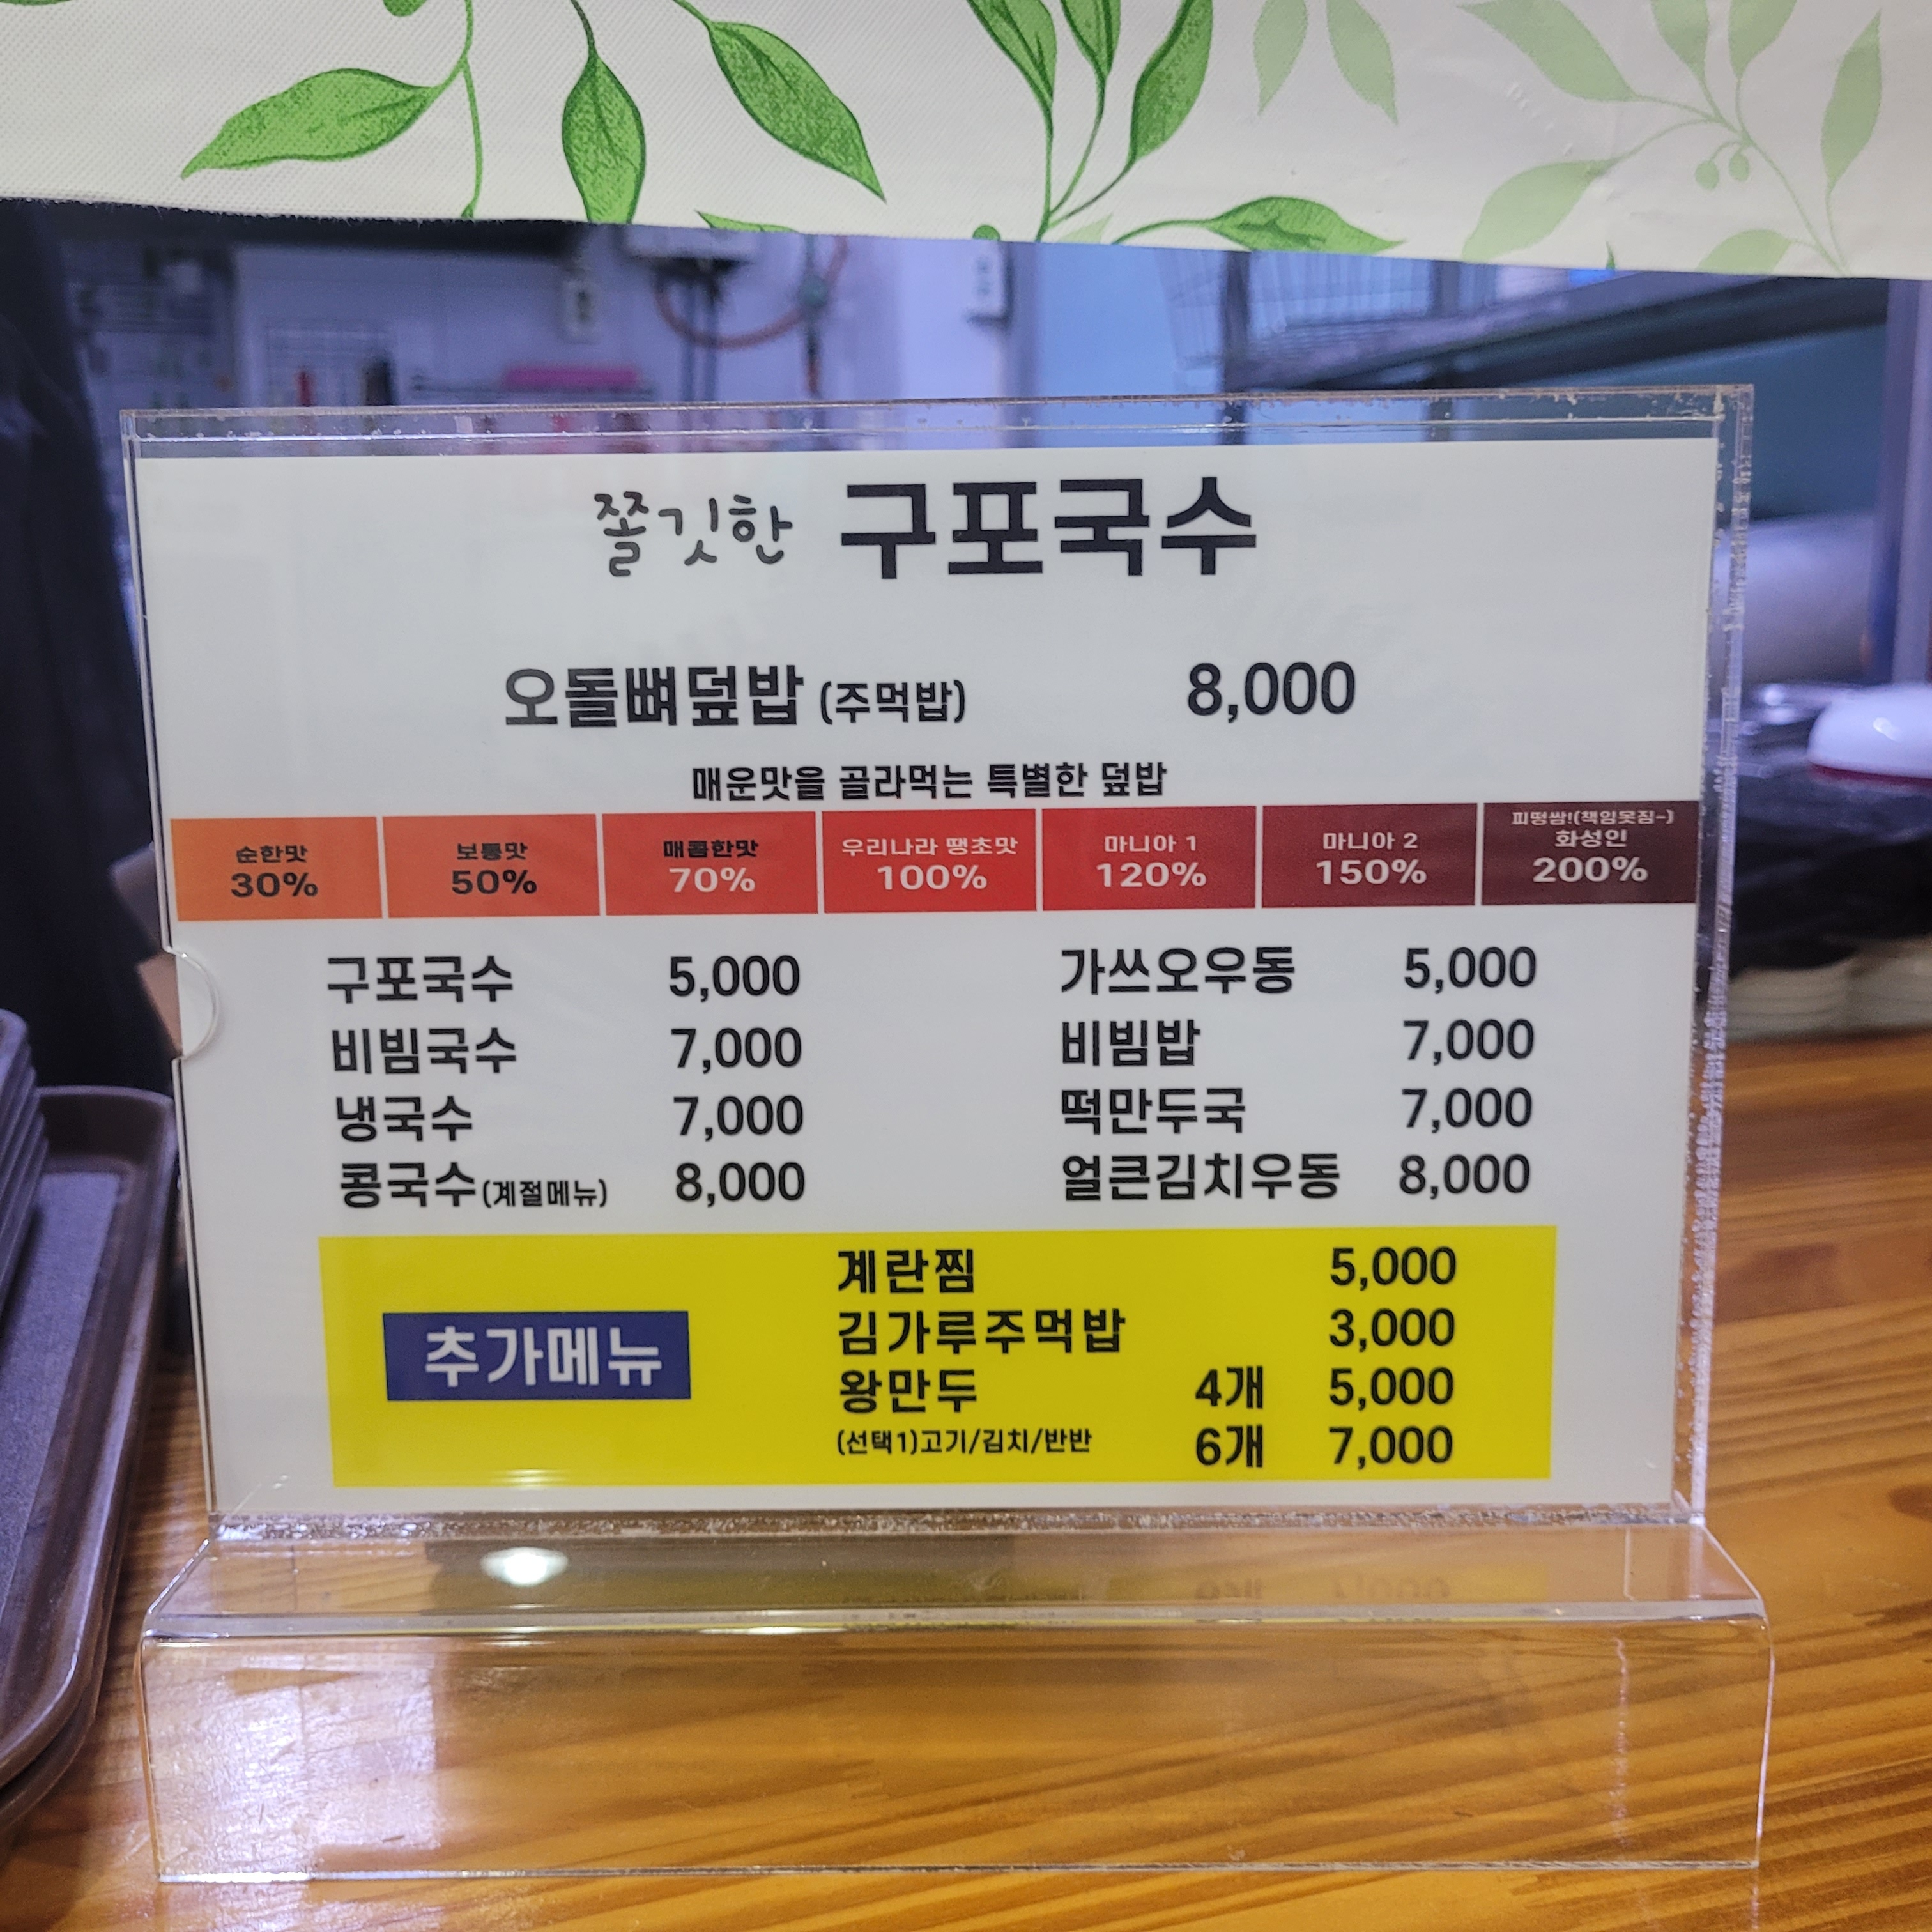 쫄깃한 구포국수
오돌뼈덮밥 (주먹밥) 8,000
매운맛을 골라먹는 특별한 덮밥
순한맛 30%
보통맛 50%
매콤한맛 70%
우리나라 땡초맛 100%
마니아 1 120%
마니아 2 150%
피떵쌈!(책임못짐~) 화성인 200%
구포국수 5,000
비빔국수 7,000
냉국수 7,000
콩국수(계절메뉴) 8,000
가쓰오우동 5,000
비빔밥 7,000
떡만두국 7,000
얼큰김치우동 8,000
추가메뉴
계란찜 5,000
김가루주먹밥 3,000
왕만두 4개 5,000
(선택1)고기/김치/반반 6개 7,000